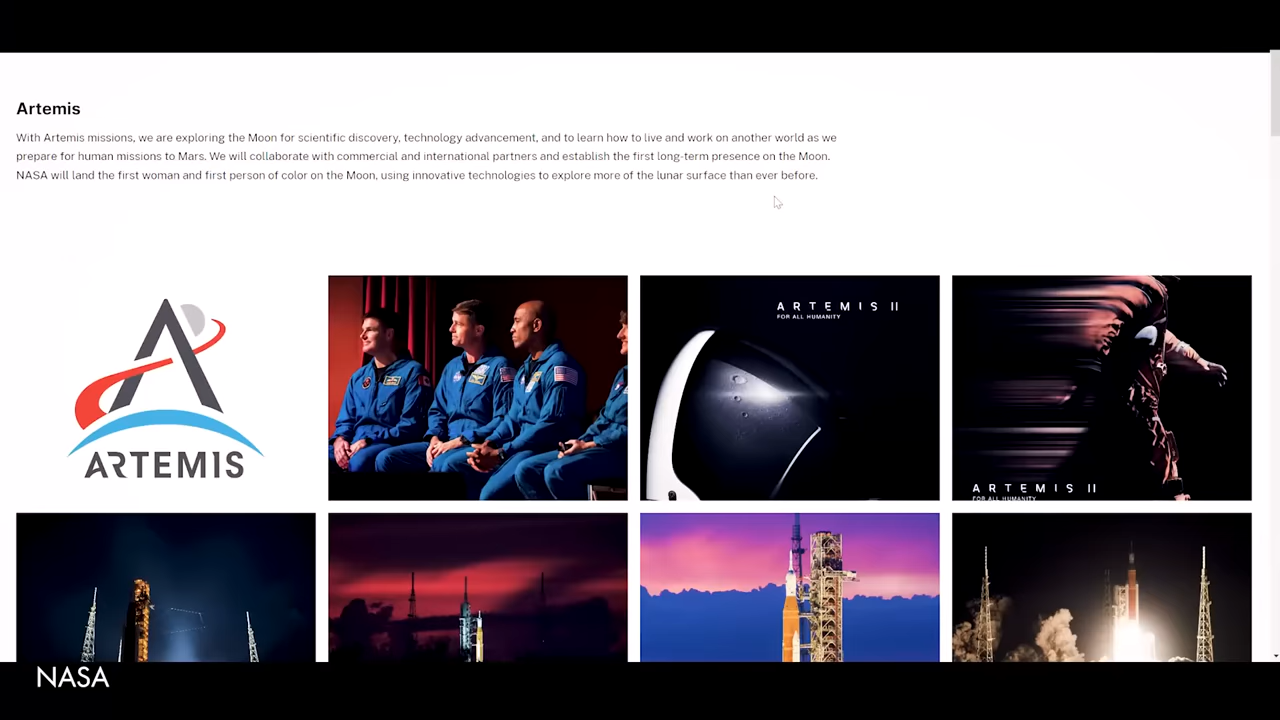 Artemis
With Artemis missions, we are exploring the Moon for scientific discovery, technology advancement, and to learn how to live and work on another world as we
prepare for human missions to Mars. We will collaborate with commercial and international partners and establish the first long-term presence on the Moon.
NASA will land the first woman and first person of color on the Moon, using innovative technologies to explore more of the lunar surface than ever before.
ARTEMIS
ARTEMIS II
FOR ALL HUMANITY
ARTEMIS II
FOR ALL HUMANITY
NASA